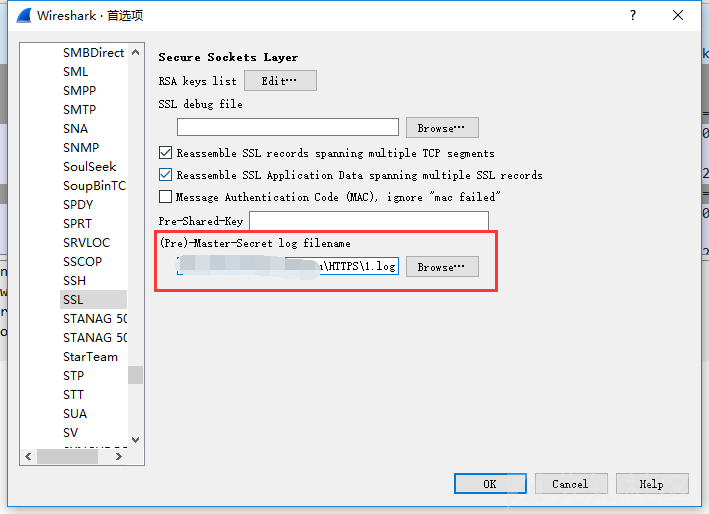 Wireshark · 首选项
?
SMBDirect
SML
SMPP
SMTP
SNA
SNMP
SoulSeek
SoupBinTC
SPDY
SPRT
SRVLOC
SSCOP
SSH
SSL
STANAG 50
STANAG 50
StarTeam
STP
STT
SUA
SV
Secure Sockets Layer
RSA keys list Edit…
SSL debug file
Browse…
Reassemble SSL records spanning multiple TCP segments
Reassemble SSL Application Data spanning multiple SSL records
Message Authentication Code (MAC), ignore "mac failed"
Pre-Shared-Key
(Pre)-Master-Secret log filename
\HTTPS\1.log Browse…
OK Cancel Help